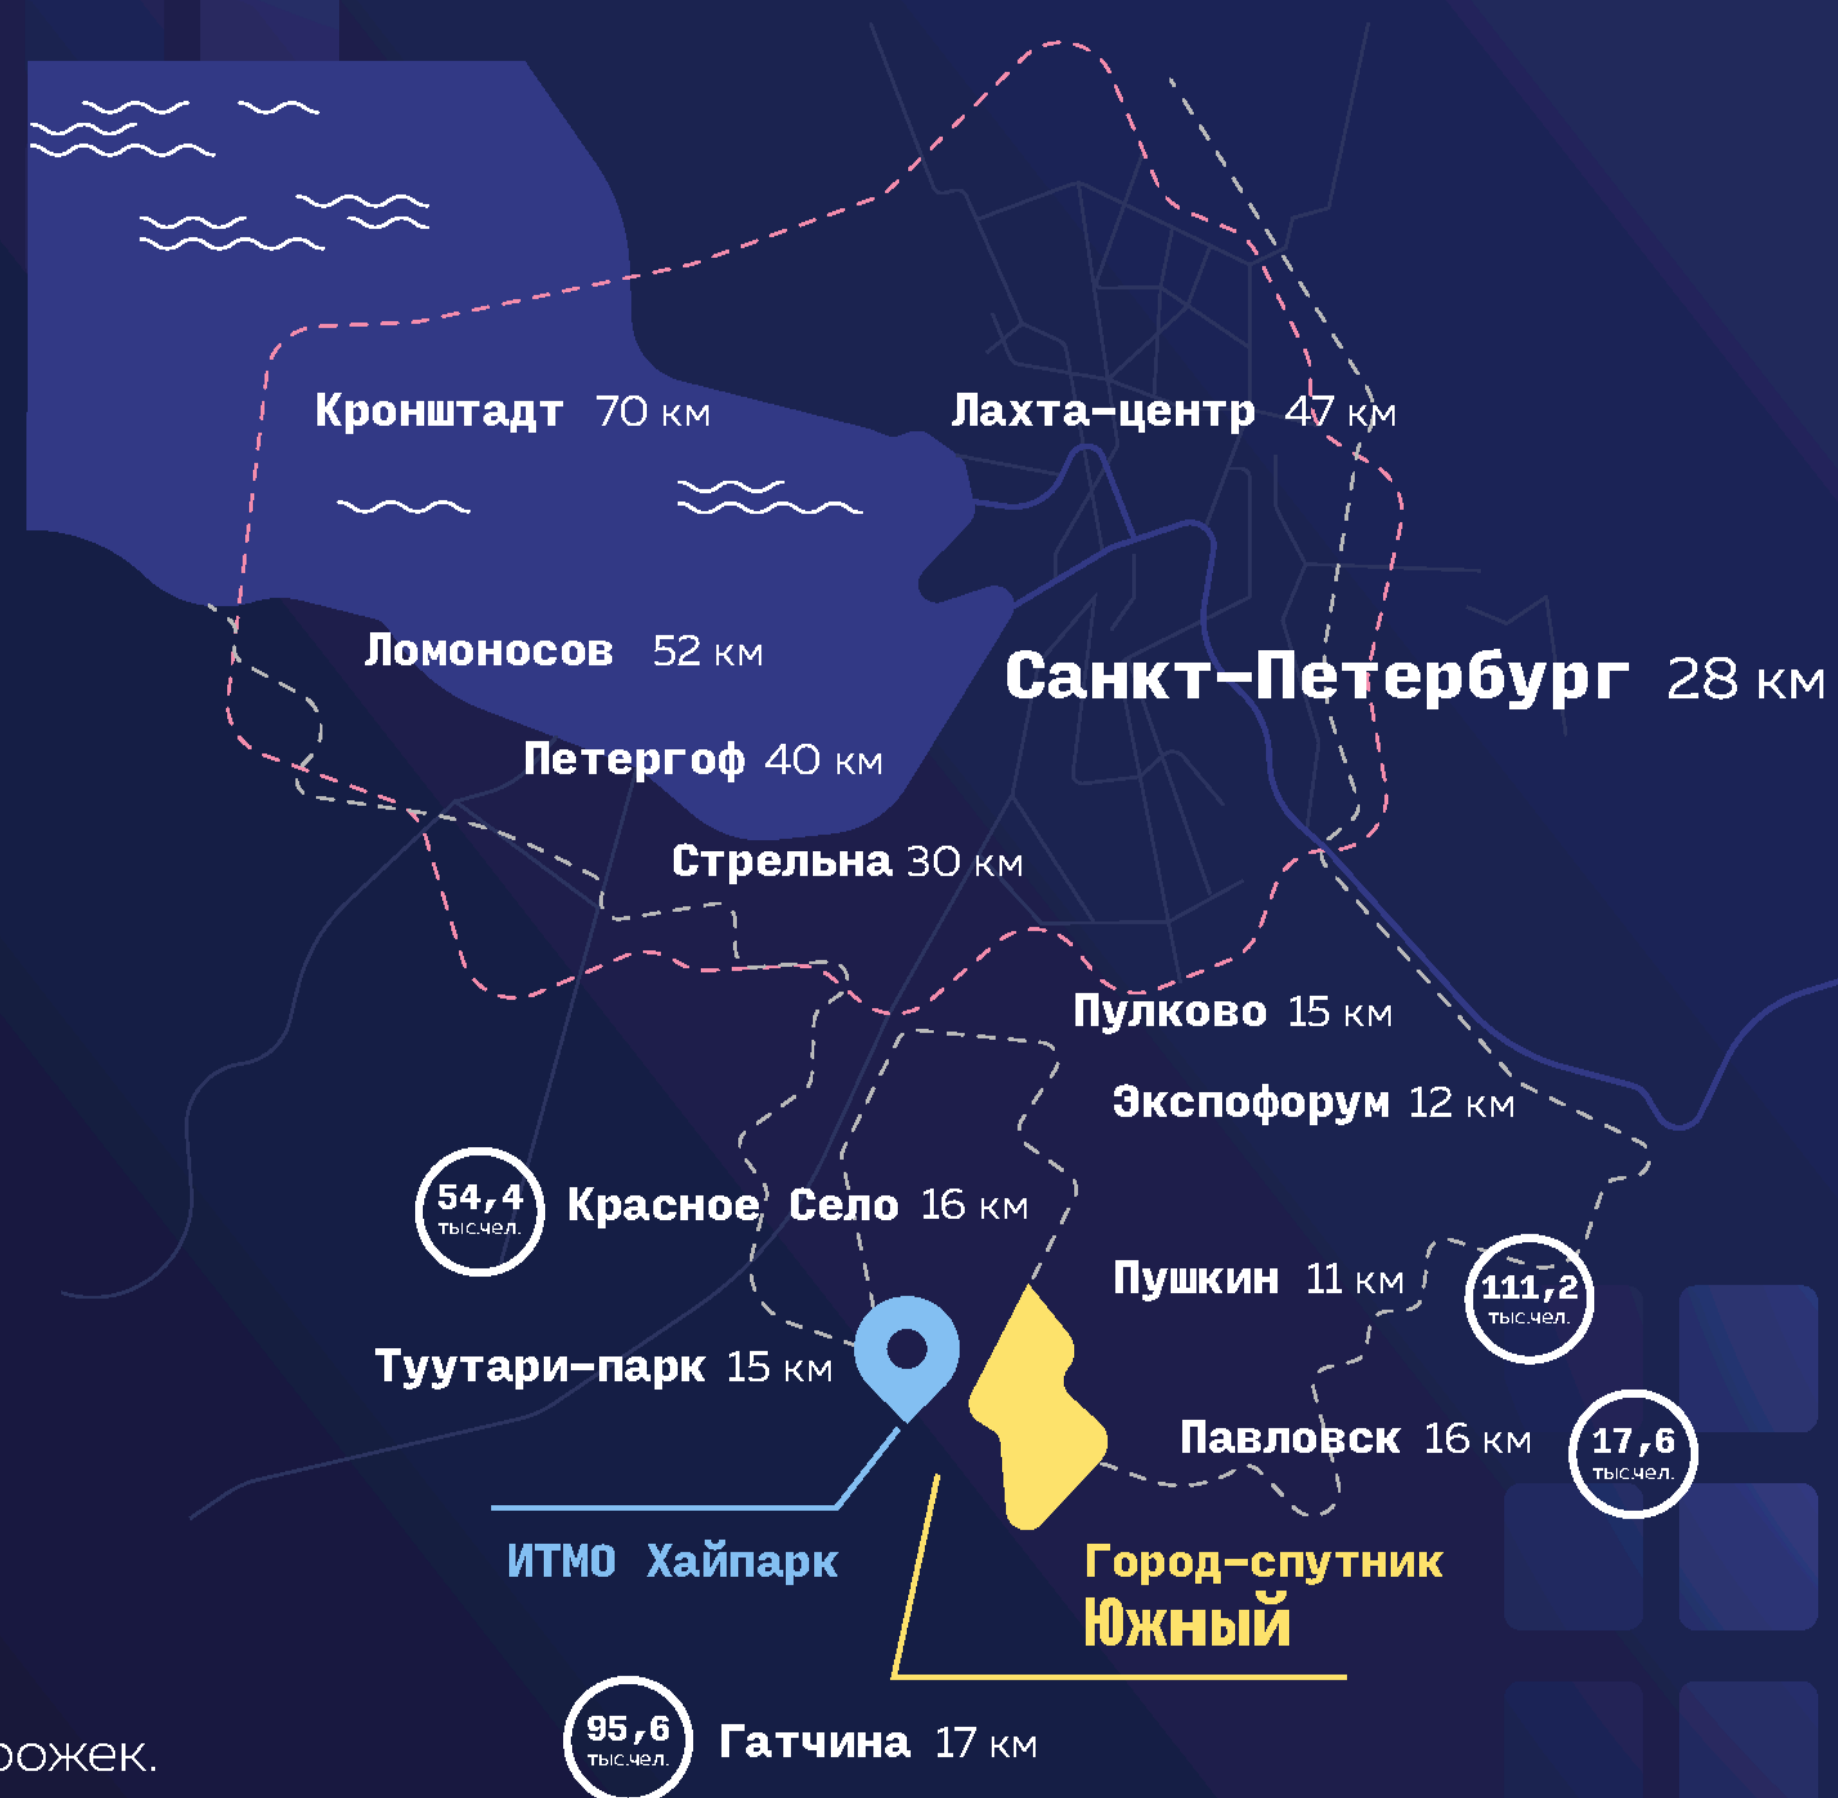 Кронштадт 70 км
Лахта-центр 47 км
Ломоносов 52 км
Санкт-Петербург 28 км
Петергоф 40 км
Стрельна 30 км
Пулково 15 км
Экспофорум 12 км
54,4
тыс.чел.
Красное Село 16 км
Пушкин 11 км
111,2
тыс.чел.
Туутари-парк 15 км
Павловск 16 км
17,6
тыс.чел.
ИТМО Хайпарк
Город-спутник
Южный
95,6
тыс.чел.
Гатчина 17 км